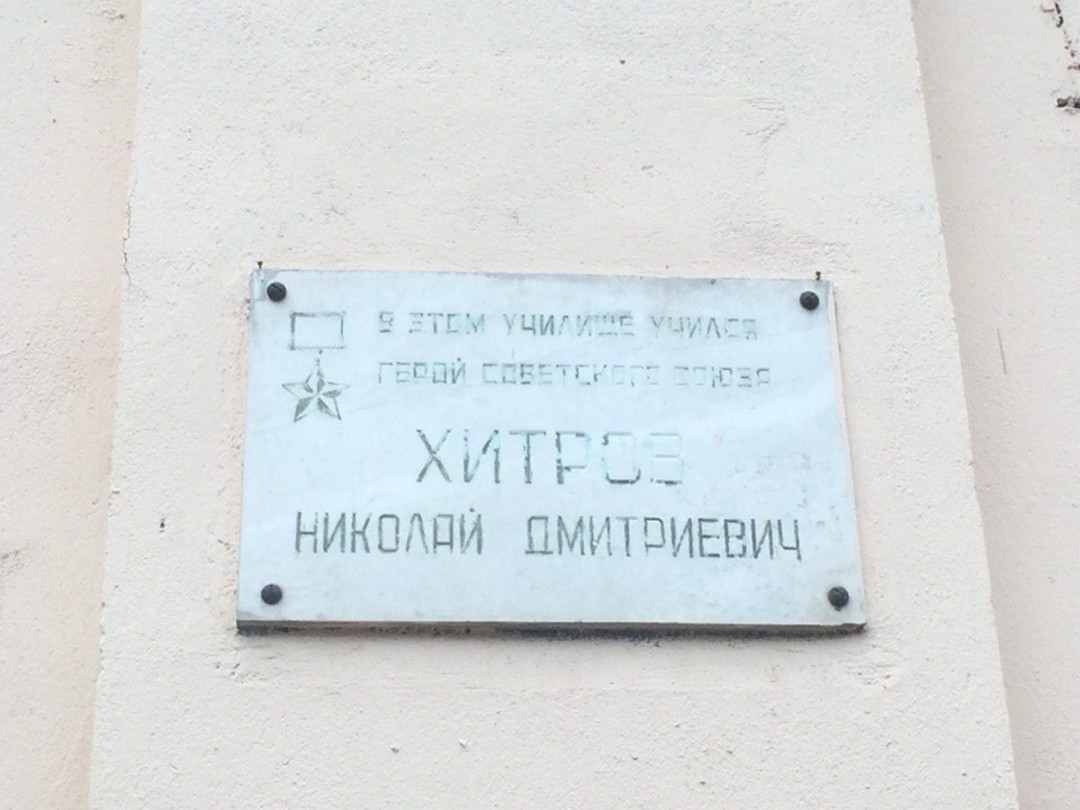 В ЭТОМ УЧИЛИЩЕ УЧИЛСЯ
ГЕРОЙ СОВЕТСКОГО СОЮЗА
ХИТРОВ
НИКОЛАЙ ДМИТРИЕВИЧ